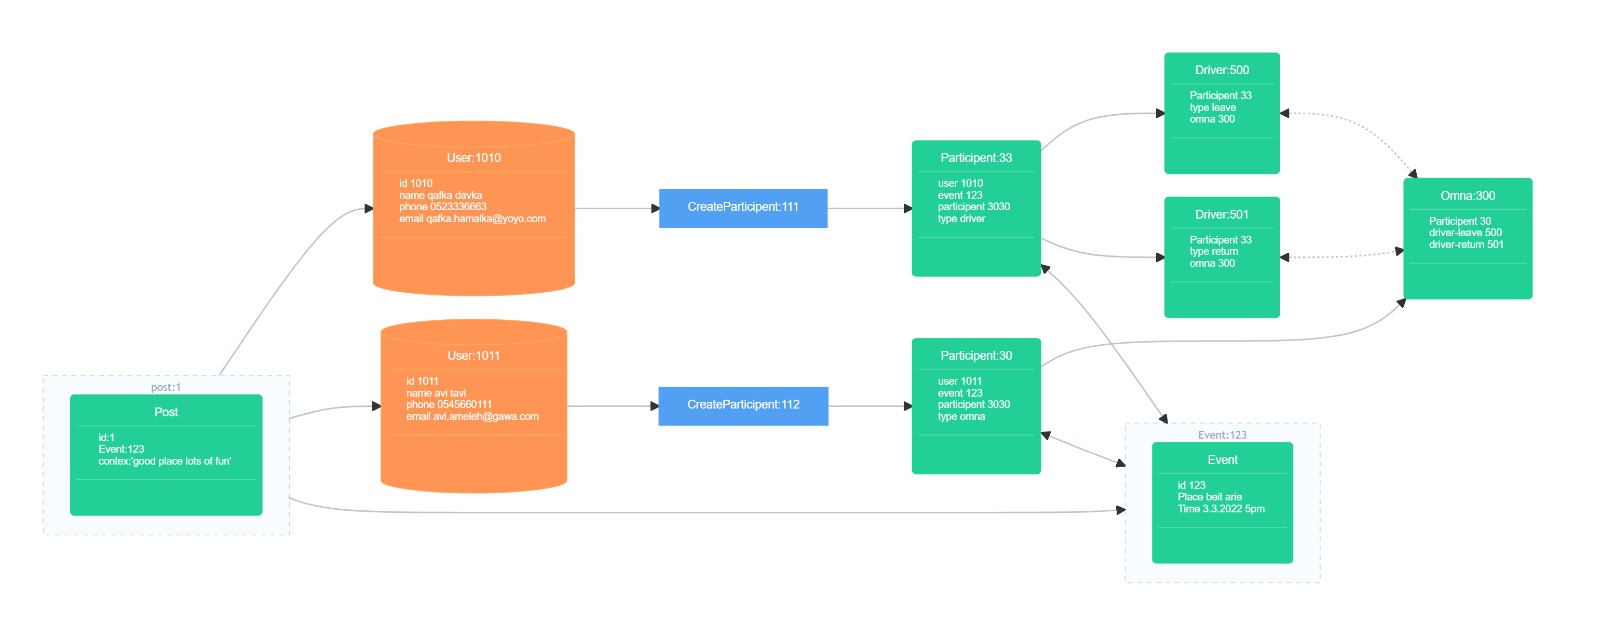 User:1010
id 1010
name qafka davka
phone 0523336663
email qafka.hamalka@yoyo.com
User:1011
id 1011
name avi tavi
phone 0545660111
email avi.ameleh@gawa.com
post:1
Post
id:1
Event:123
contex:'good place lots of fun'
CreateParticipent:111
CreateParticipent:112
Participent:33
user 1010
event 123
participent 3030
type driver
Participent:30
user 1011
event 123
participent 3030
type omna
Driver:500
Participent 33
type leave
omna 300
Driver:501
Participent 33
type return
omna 300
Omna:300
Participent 30
driver-leave 500
driver-return 501
Event:123
Event
id 123
Place beit arie
Time 3.3.2022 5pm